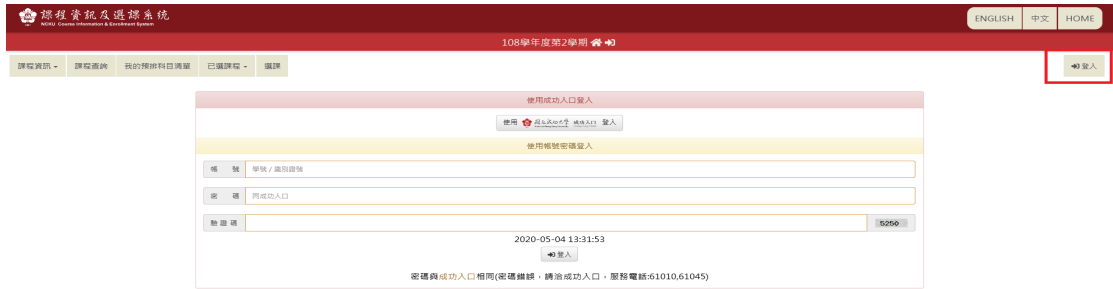 課程資訊及選課系統
NCKU Course Information & Enrollment System
ENGLISH 中文 HOME
108學年度第2學期
課程資訊 課程查詢 我的預排科目清單 已選課程 選課 登入
使用成功入口登入
使用 國立成功大學 成功入口 登入
使用帳號密碼登入
帳 號 學號 / 識別證號
密 碼 同成功入口
驗 證 碼 5250
2020-05-04 13:31:53
登入
密碼與成功入口相同(密碼錯誤，請洽成功入口，服務電話:61010,61045)